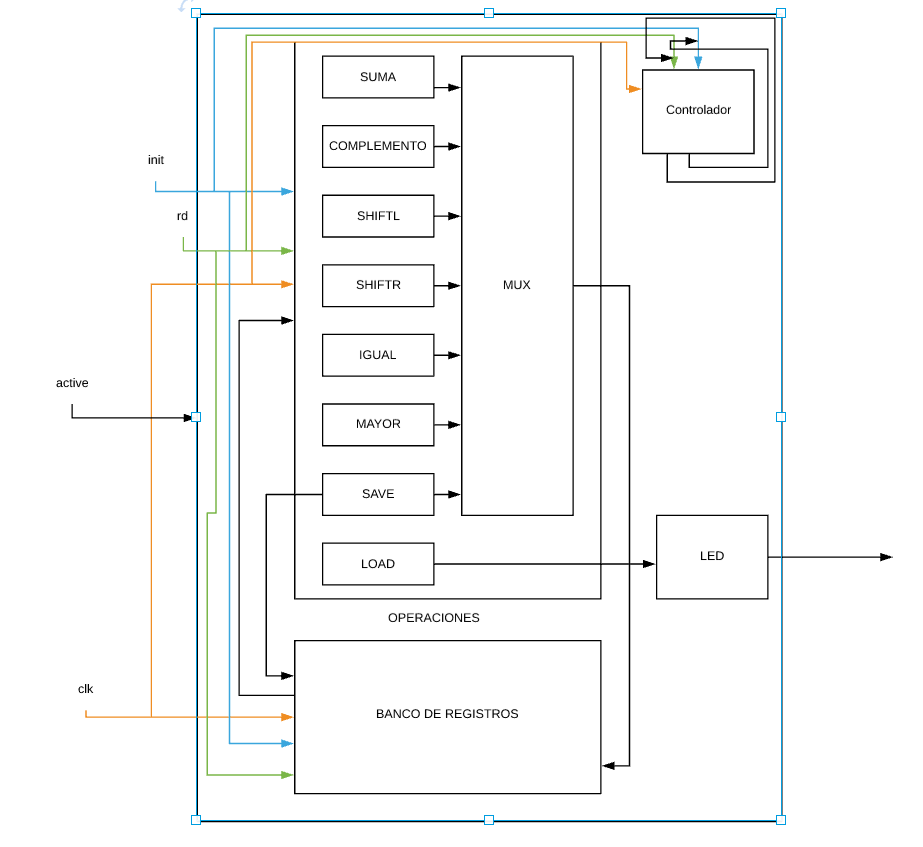 SUMA
Controlador
COMPLEMENTO
init
rd
SHIFTL
SHIFTR
MUX
IGUAL
active
MAYOR
SAVE
LOAD
LED
OPERACIONES
clk
BANCO DE REGISTROS